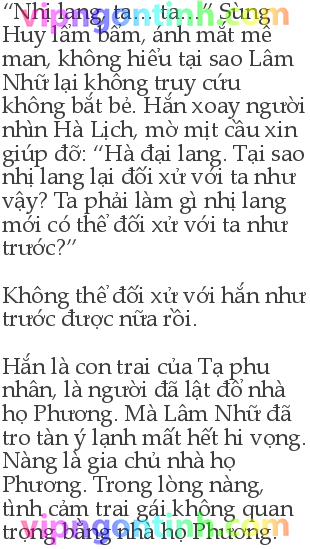 “Nhị lang, ta... ta...” Sùng
Huy lẩm bẩm, ánh mắt mê
man, không hiểu tại sao Lâm
Nhữ lại không truy cứu
không bắt bẻ. Hắn xoay người
nhìn Hà Lịch, mờ mịt cầu xin
giúp đỡ: “Hà đại lang. Tại sao
nhị lang lại đối xử với ta như
vậy? Ta phải làm gì nhị lang
mới có thể đối xử với ta như
trước?”
Không thể đối xử với hắn như
trước được nữa rồi.
Hắn là con trai của Tạ phu
nhân, là người đã lật đổ nhà
họ Phương. Mà Lâm Nhữ đã
tro tàn ý lạnh mất hết hi vọng.
Nàng là gia chủ nhà họ
Phương. Trong lòng nàng,
tình cảm trai gái không quan
trọng bằng nhà họ Phương.
vipngontinh.com
vipngontinh.com